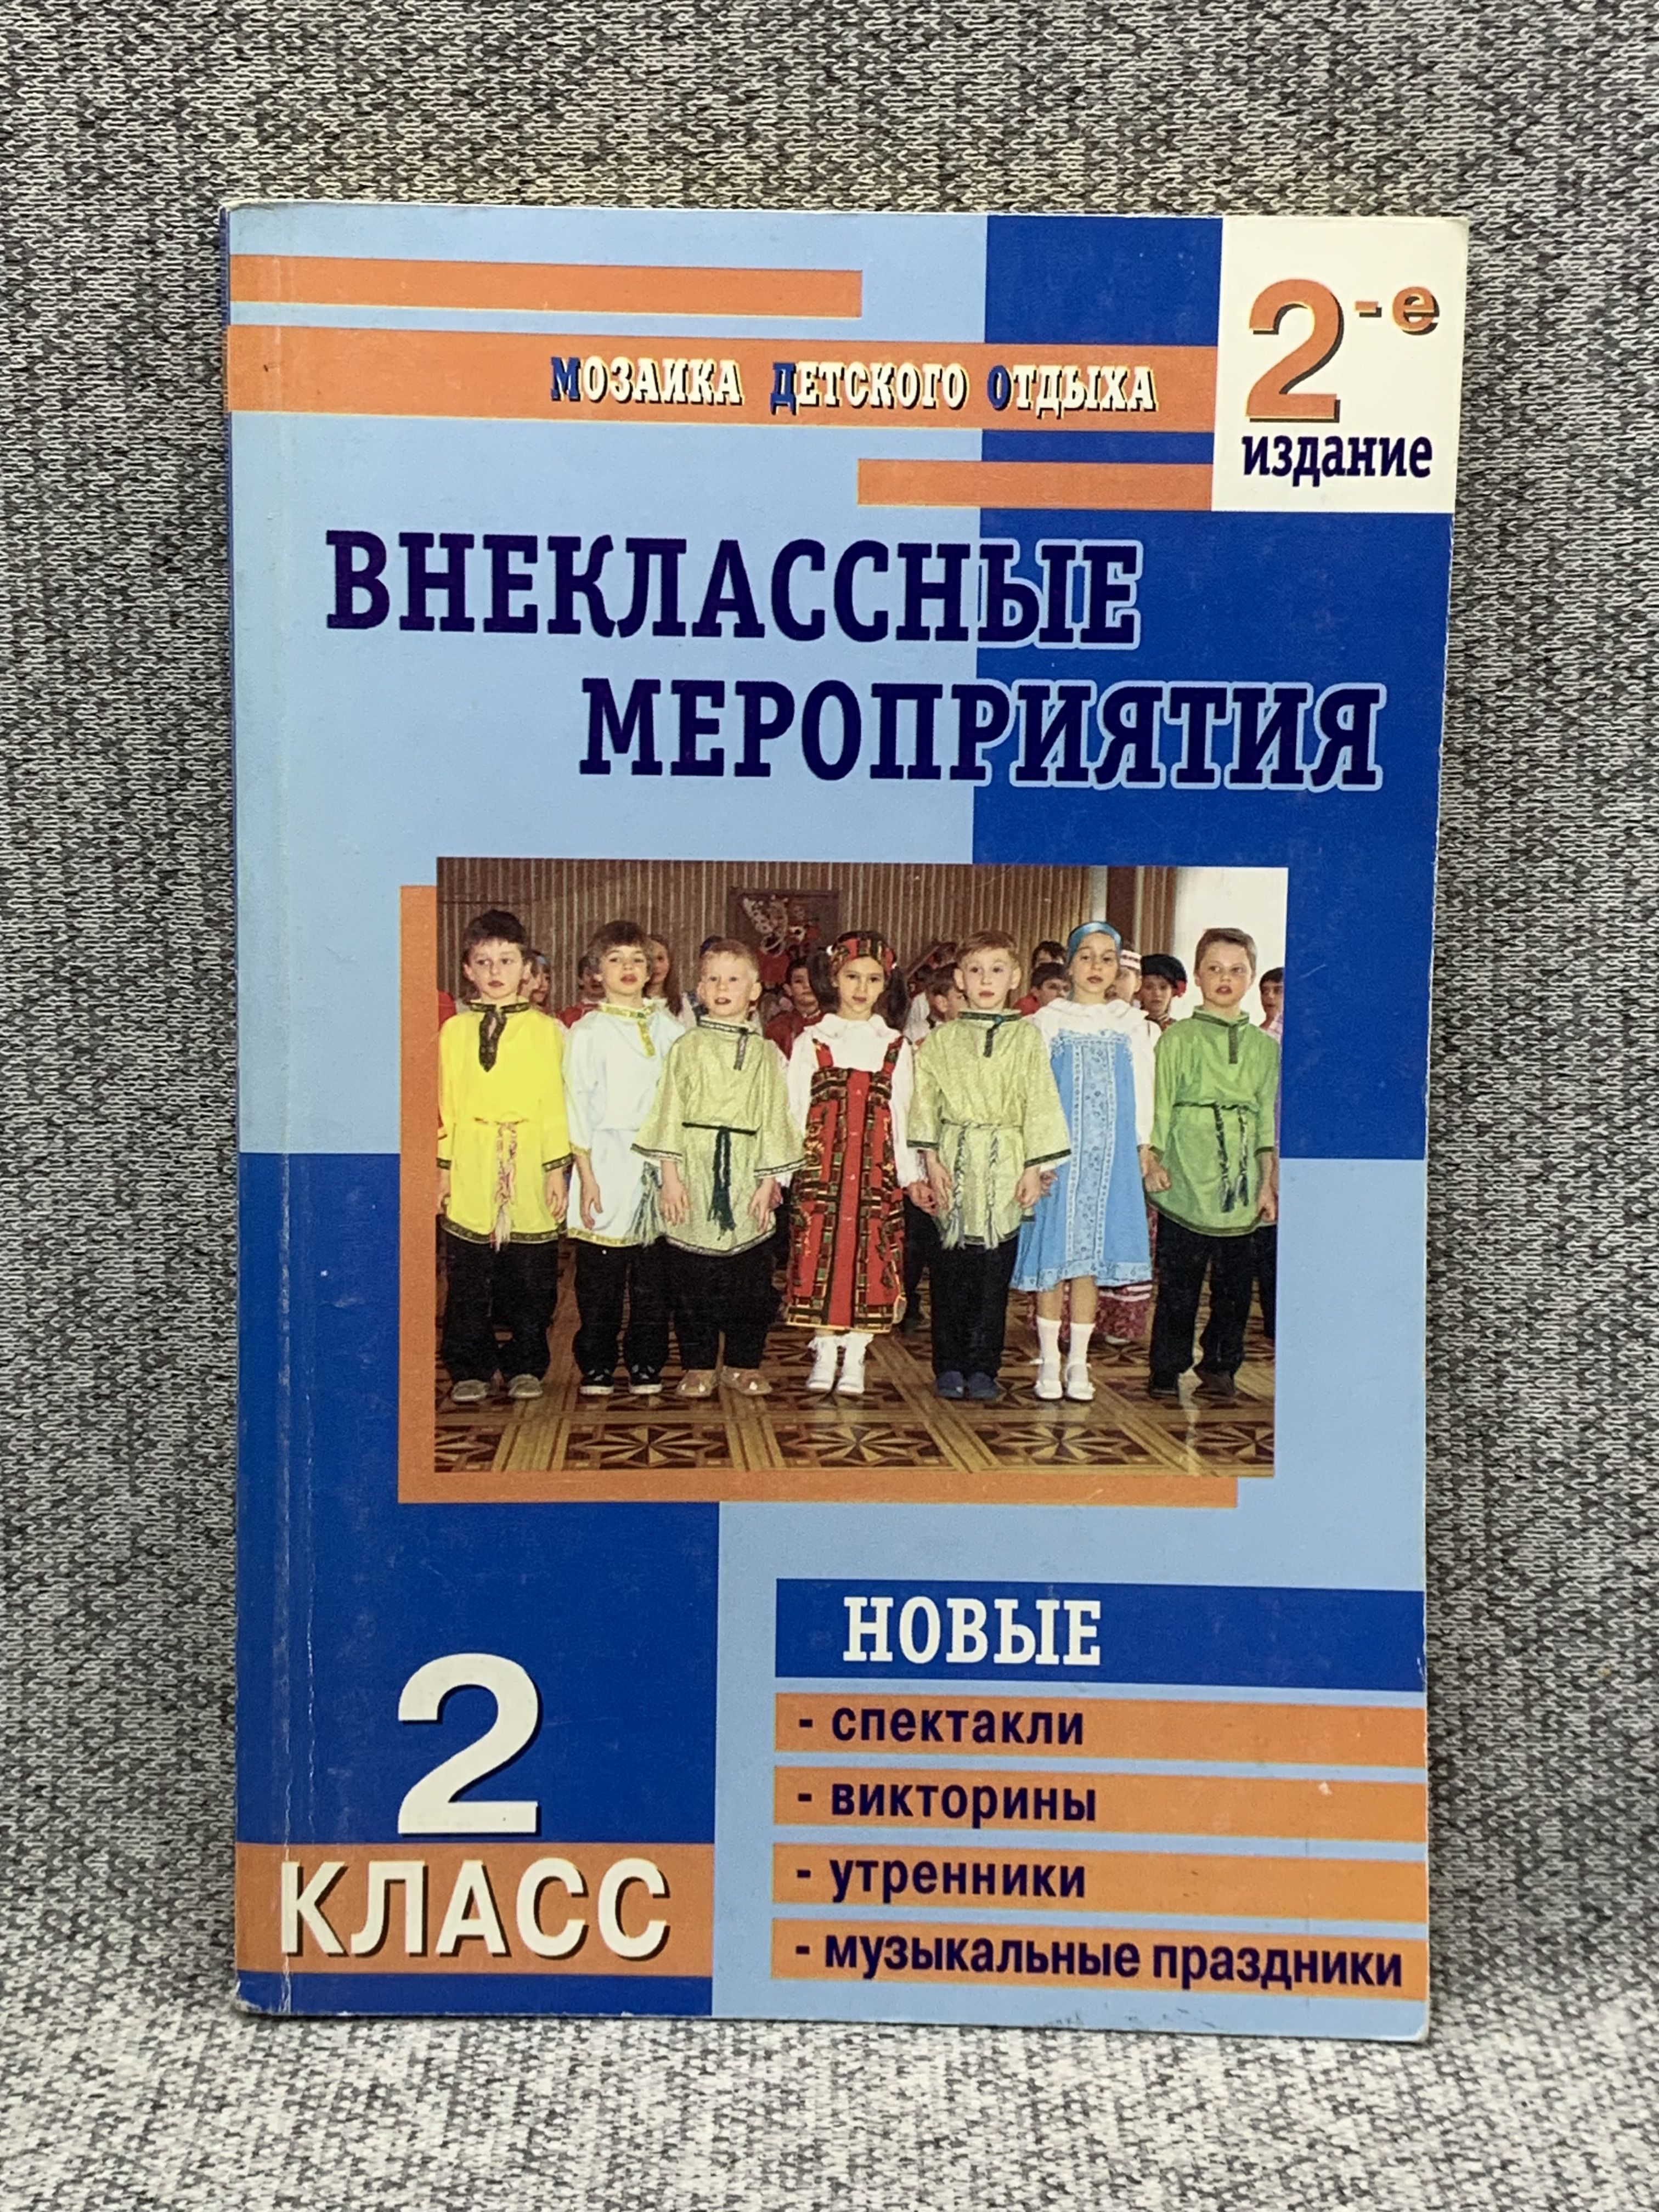 2-е
издание
МОЗАИКА ДЕТСКОГО ОТДЫХА
ВНЕКЛАССНЫЕ
МЕРОПРИЯТИЯ
2
КЛАСС
НОВЫЕ
- спектакли
- викторины
- утренники
- музыкальные праздники